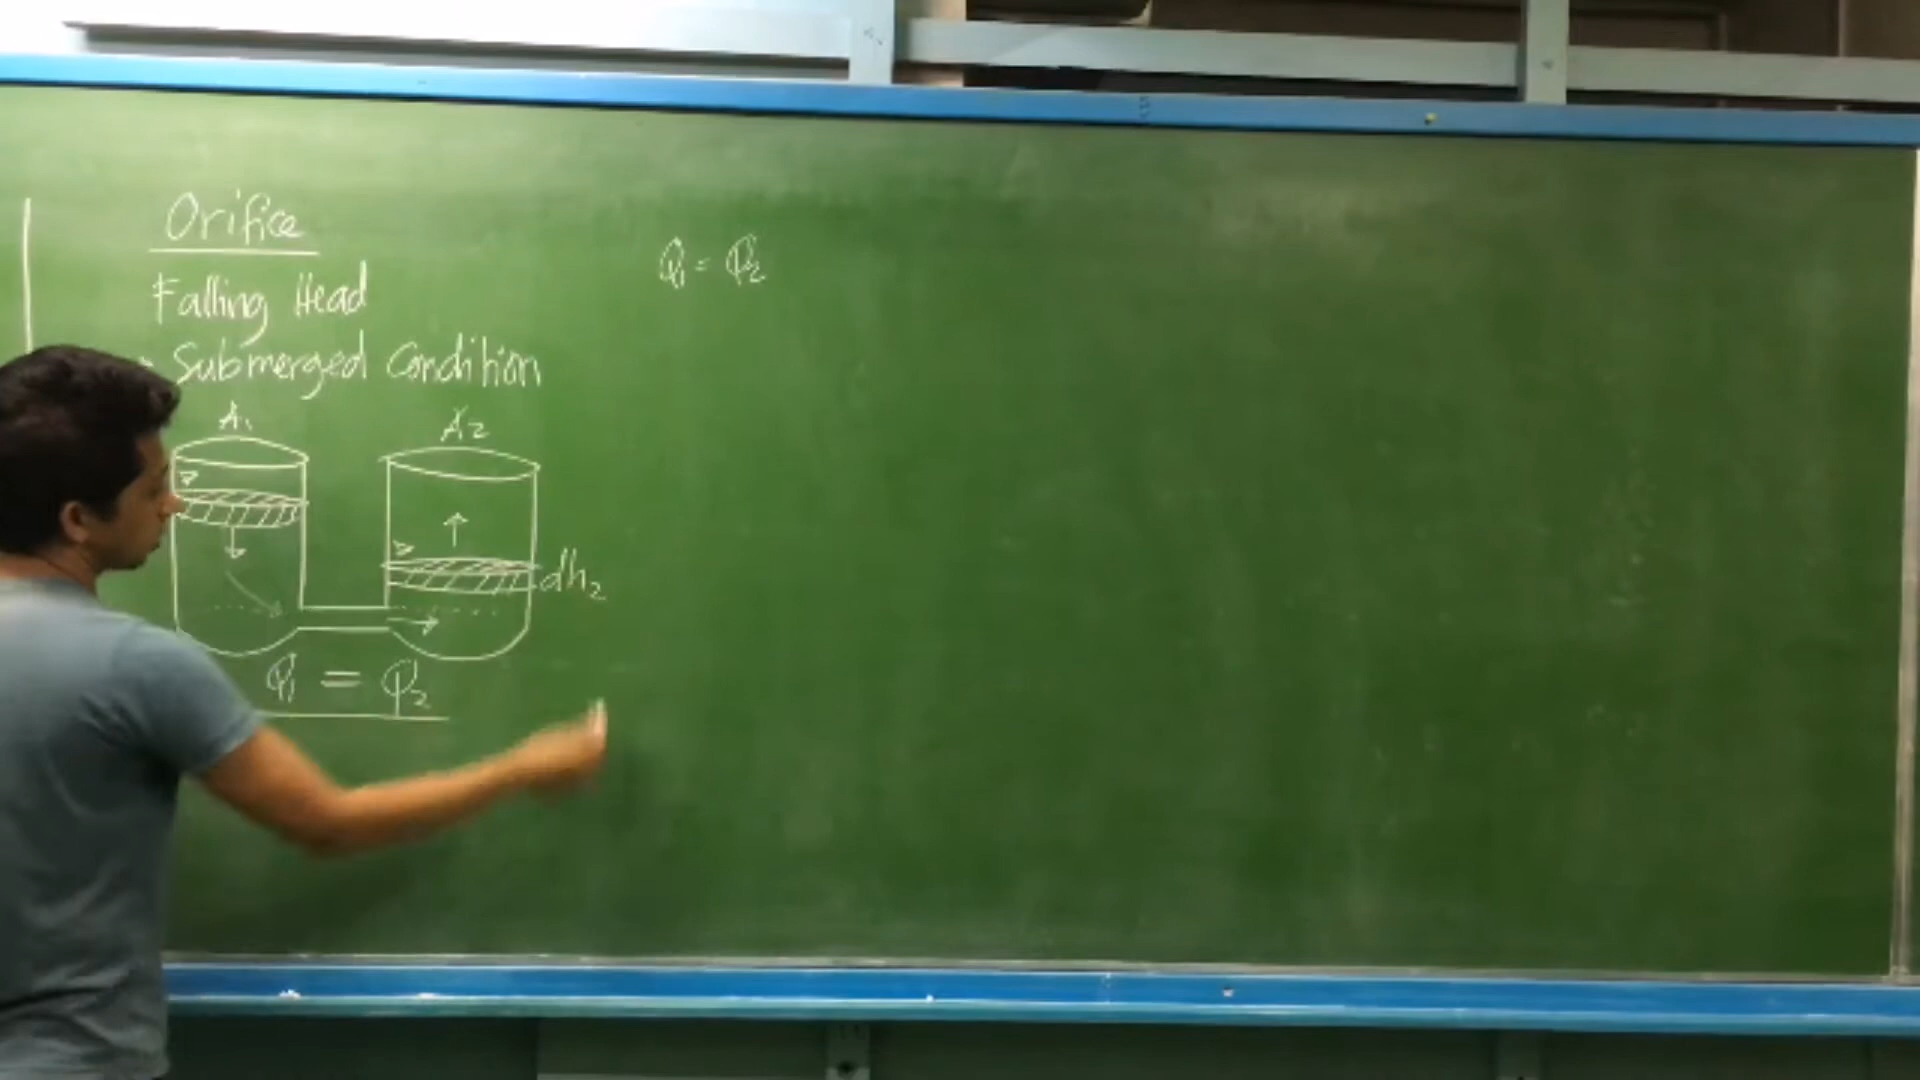 Orifice
Falling Head
Submerged Condition
A₁
A₂
dh₂
Q₁ = Q₂
Q₁ = Q₂